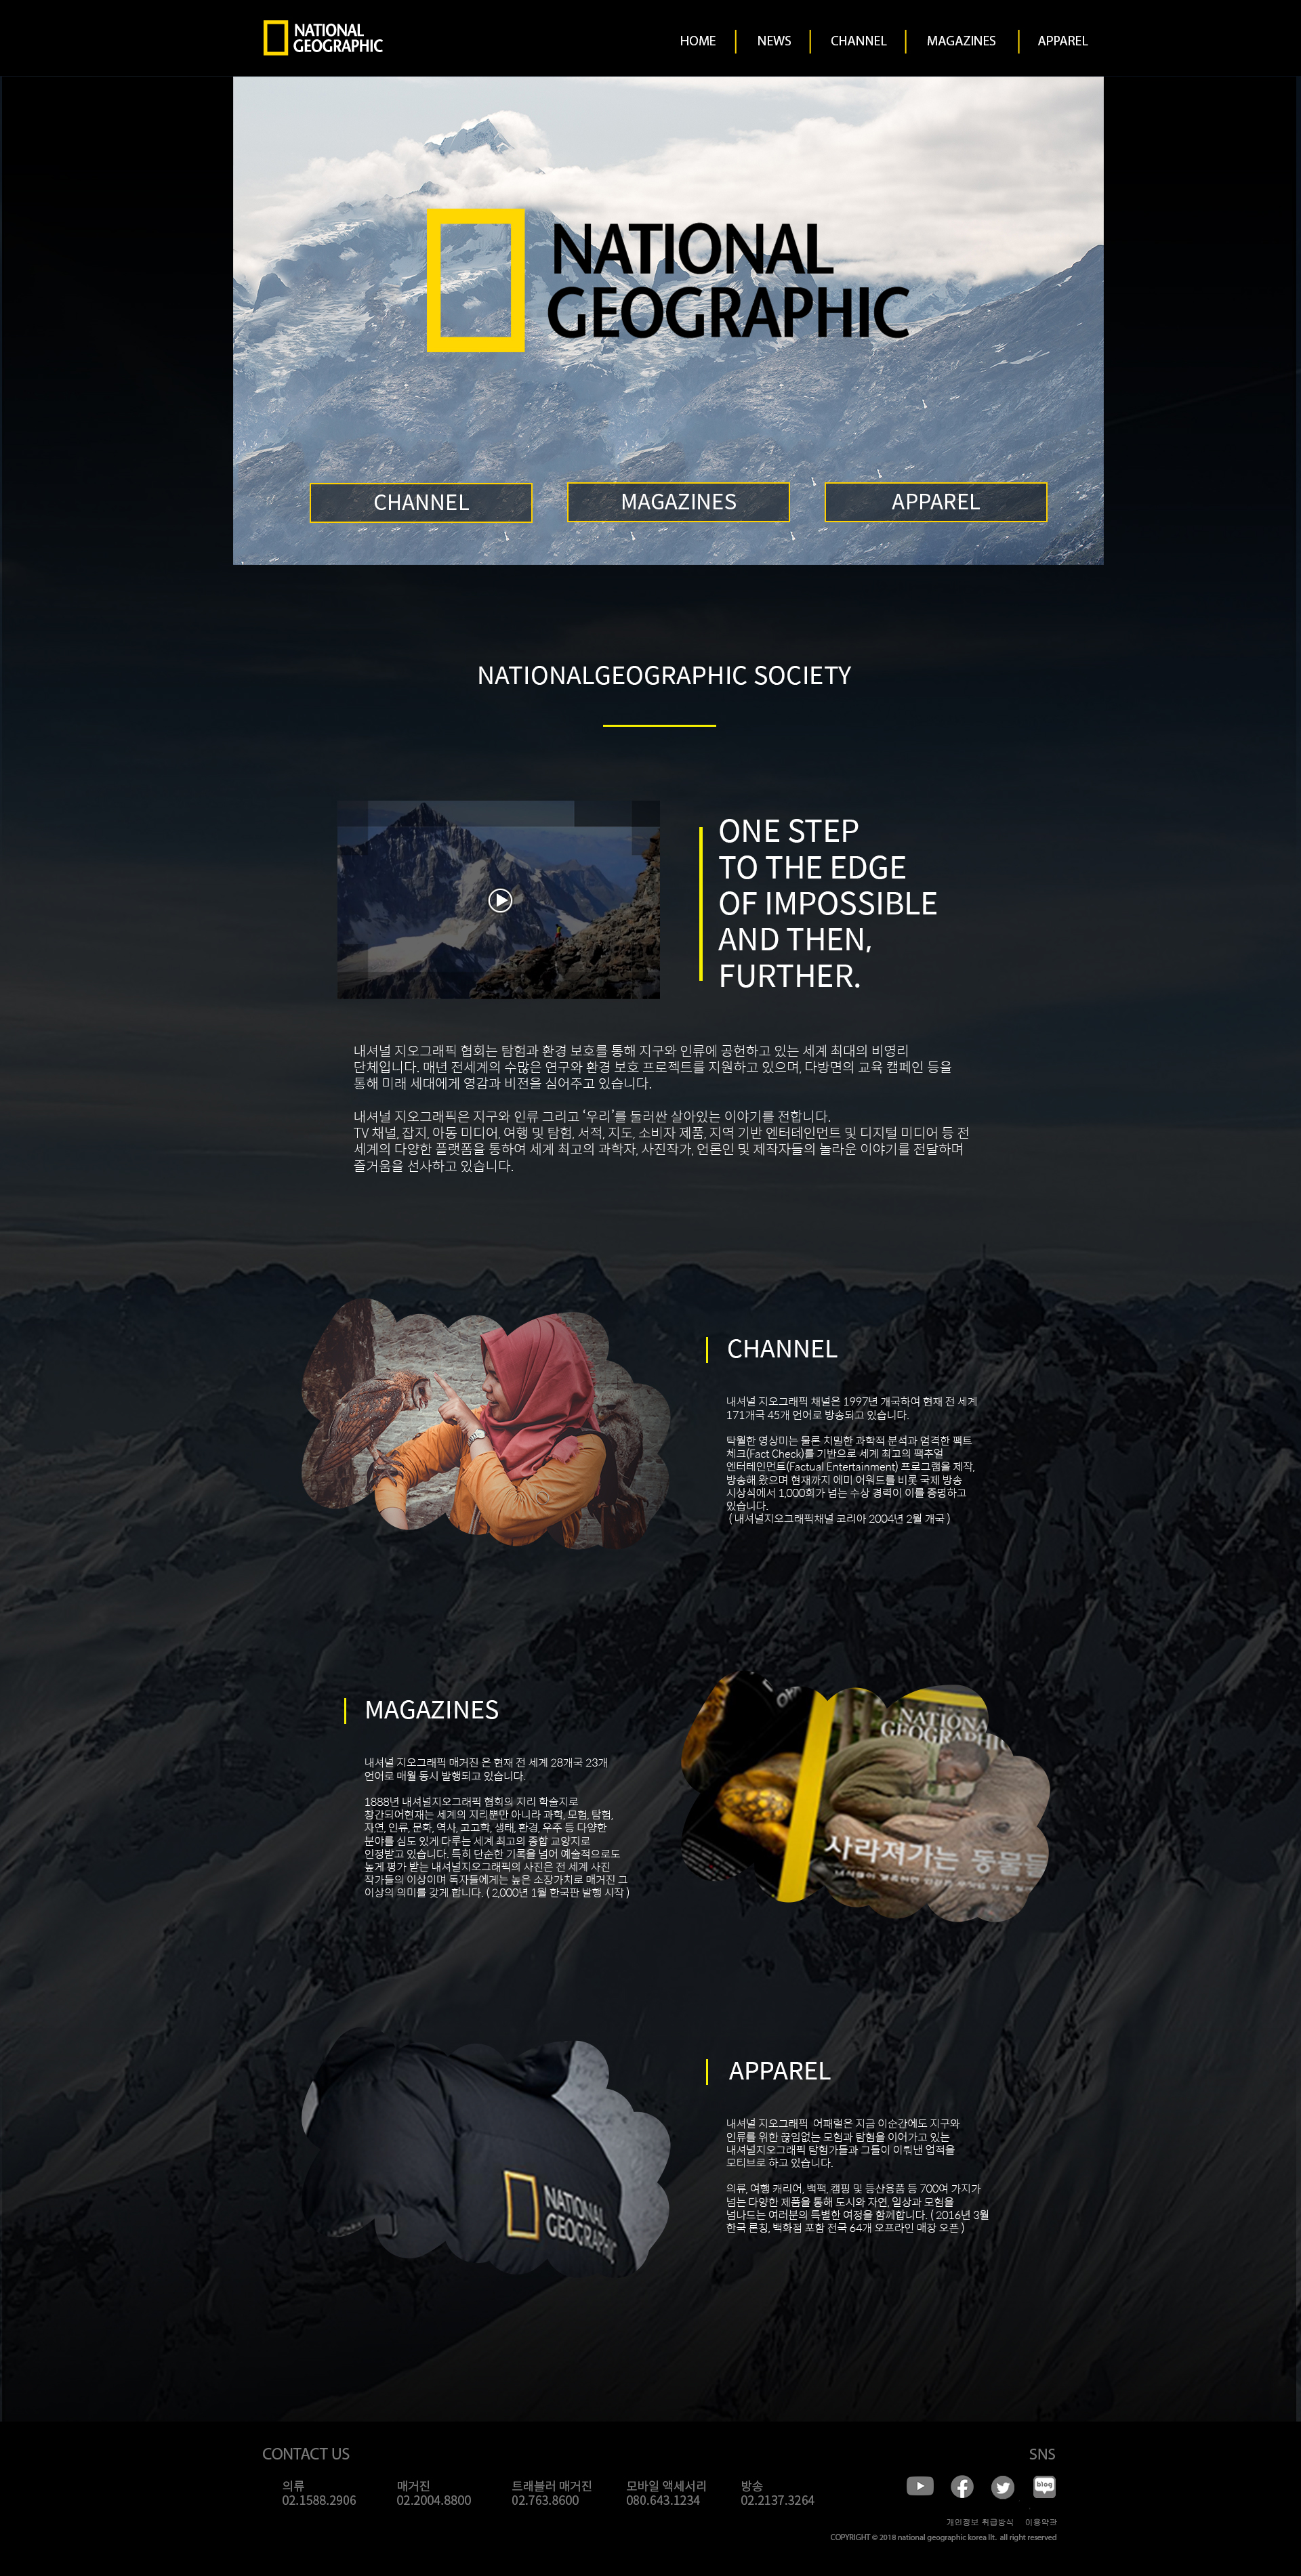 NATIONAL
GEOGRAPHIC
HOME
NEWS
CHANNEL
MAGAZINES
APPAREL
NATIONAL
GEOGRAPHIC
CHANNEL
MAGAZINES
APPAREL
NATIONALGEOGRAPHIC SOCIETY
ONE STEP
TO THE EDGE
OF IMPOSSIBLE
AND THEN,
FURTHER.
내셔널 지오그래픽 협회는 탐험과 환경 보호를 통해 지구와 인류에 공헌하고 있는 세계 최대의 비영리
단체입니다. 매년 전세계의 수많은 연구와 환경 보호 프로젝트를 지원하고 있으며, 다방면의 교육 캠페인 등을
통해 미래 세대에게 영감과 비전을 심어주고 있습니다.
내셔널 지오그래픽은 지구와 인류 그리고 ‘우리’를 둘러싼 살아있는 이야기를 전합니다.
TV 채널, 잡지, 아동 미디어, 여행 및 탐험, 서적, 지도, 소비자 제품, 지역 기반 엔터테인먼트 및 디지털 미디어 등 전
세계의 다양한 플랫폼을 통하여 세계 최고의 과학자, 사진작가, 언론인 및 제작자들의 놀라운 이야기를 전달하며
즐거움을 선사하고 있습니다.
CHANNEL
내셔널 지오그래픽 채널은 1997년 개국하여 현재 전 세계
171개국 45개 언어로 방송되고 있습니다.
탁월한 영상미는 물론 치밀한 과학적 분석과 엄격한 팩트
체크(Fact Check)를 기반으로 세계 최고의 팩추얼
엔터테인먼트(Factual Entertainment) 프로그램을 제작,
방송해 왔으며 현재까지 에미 어워드를 비롯 국제 방송
시상식에서 1,000회가 넘는 수상 경력이 이를 증명하고
있습니다.
( 내셔널지오그래픽채널 코리아 2004년 2월 개국 )
MAGAZINES
내셔널 지오그래픽 매거진 은 현재 전 세계 28개국 23개
언어로 매월 동시 발행되고 있습니다.
1888년 내셔널지오그래픽 협회의 지리 학술지로
창간되어현재는 세계의 지리뿐만 아니라 과학, 모험, 탐험,
자연, 인류, 문화, 역사, 고고학, 생태, 환경, 우주 등 다양한
분야를 심도 있게 다루는 세계 최고의 종합 교양지로
인정받고 있습니다. 특히 단순한 기록을 넘어 예술적으로도
높게 평가 받는 내셔널지오그래픽의 사진은 전 세계 사진
작가들의 이상이며 독자들에게는 높은 소장가치로 매거진 그
이상의 의미를 갖게 합니다. ( 2,000년 1월 한국판 발행 시작 )
NATIONAL
GEOGRAPHIC
사라져가는
APPAREL
내셔널 지오그래픽 어패럴은 지금 이순간에도 지구와
인류를 위한 끊임없는 모험과 탐험을 이어가고 있는
내셔널지오그래픽 탐험가들과 그들이 이뤄낸 업적을
모티브로 하고 있습니다.
의류, 여행 캐리어, 백팩, 캠핑 및 등산용품 등 700여 가지가
넘는 다양한 제품을 통해 도시와 자연, 일상과 모험을
넘나드는 여러분의 특별한 여정을 함께합니다. ( 2016년 3월
한국 론칭, 백화점 포함 전국 64개 오프라인 매장 오픈 )
NATIONAL
GEOGRAPHIC
CONTACT US
의류
02.1588.2906
매거진
02.2004.8800
트래블러 매거진
02.763.8600
모바일 액세서리
080.643.1234
방송
02.2137.3264
SNS
blog
개인정보 취급방식 이용약관
COPYRIGHT © 2018 national geographic korea llt. all right reserved